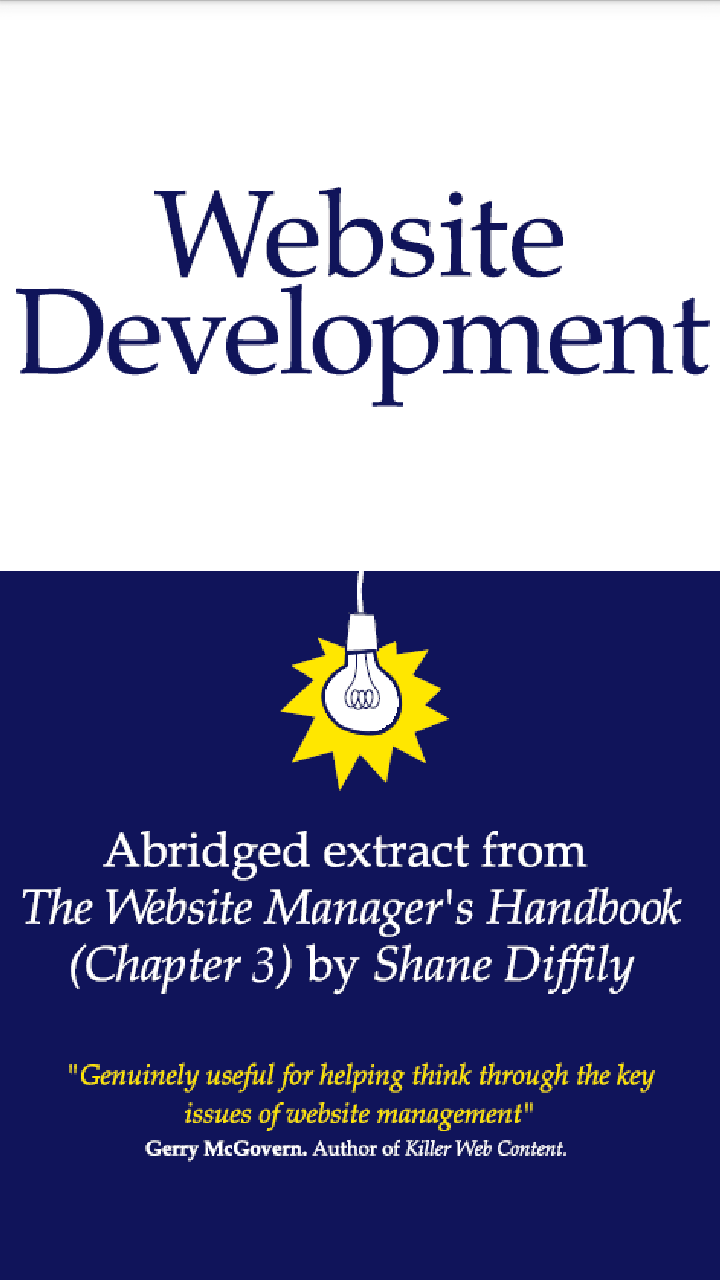 Website
Development
Abridged extract from
The Website Manager's Handbook
(Chapter 3) by Shane Diffily
"Genuinely useful for helping think through the key
issues of website management"
Gerry McGovern. Author of Killer Web Content.